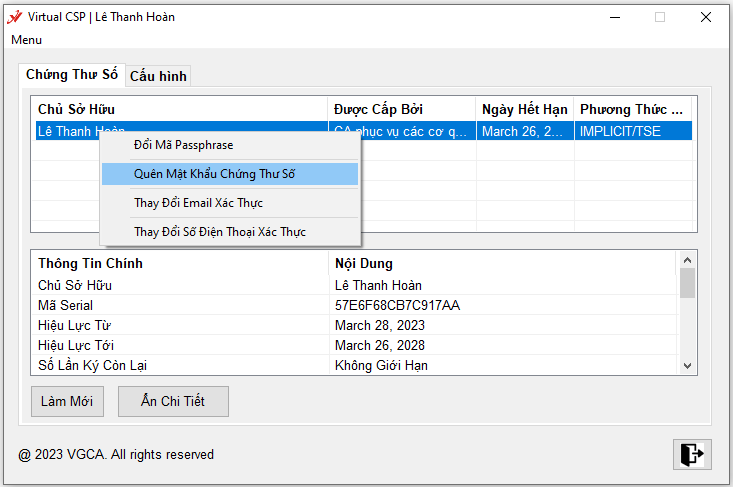 Virtual CSP | Lê Thanh Hoàn
Menu
Chứng Thư Số Cấu hình
Chủ Sở Hữu Được Cấp Bởi Ngày Hết Hạn Phương Thức ...
Lê Thanh Hoàn CA phục vụ các cơ q... March 26, 2... IMPLICIT/TSE
Đổi Mã Passphrase
Quên Mật Khẩu Chứng Thư Số
Thay Đổi Email Xác Thực
Thay Đổi Số Điện Thoại Xác Thực
Thông Tin Chính Nội Dung
Chủ Sở Hữu Lê Thanh Hoàn
Mã Serial 57E6F68CB7C917AA
Hiệu Lực Từ March 28, 2023
Hiệu Lực Tới March 26, 2028
Số Lần Ký Còn Lại Không Giới Hạn
Làm Mới Ẩn Chi Tiết
@ 2023 VGCA. All rights reserved